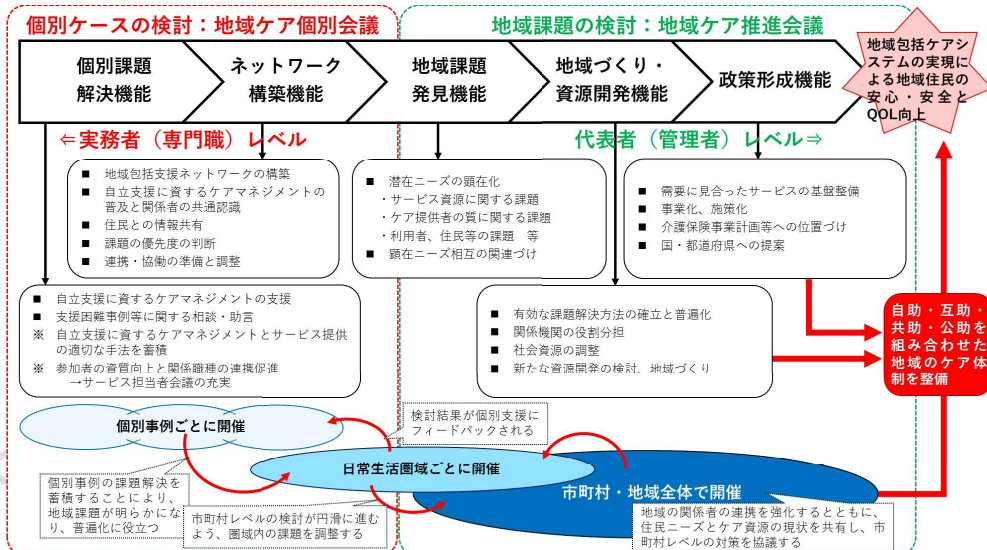 個別ケースの検討：地域ケア個別会議
地域課題の検討：地域ケア推進会議
個別課題
解決機能
ネットワーク
構築機能
地域課題
発見機能
地域づくり・
資源開発機能
政策形成機能
地域包括ケアシ
ステムの実現に
よる地域住民の
安心・安全と
QOL向上
⇐実務者（専門職）レベル
代表者（管理者）レベル⇒
■ 地域包括支援ネットワークの構築
■ 自立支援に資するケアマネジメントの
普及と関係者の共通認識
■ 住民との情報共有
■ 課題の優先度の判断
■ 連携・協働の準備と調整
■ 潜在ニーズの顕在化
・サービス資源に関する課題
・ケア提供者の質に関する課題
・利用者、住民等の課題　等
■ 顕在ニーズ相互の関連づけ
■ 需要に見合ったサービスの基盤整備
■ 事業化、施策化
■ 介護保険事業計画等への位置づけ
■ 国・都道府県への提案
■ 自立支援に資するケアマネジメントの支援
■ 支援困難事例等に関する相談・助言
※ 自立支援に資するケアマネジメントとサービス提供
の適切な手法を蓄積
※ 参加者の資質向上と関係職種の連携促進
→サービス担当者会議の充実
■ 有効な課題解決方法の確立と普遍化
■ 関係機関の役割分担
■ 社会資源の調整
■ 新たな資源開発の検討、地域づくり
自助・互助・
共助・公助を
組み合わせた
地域のケア体
制を整備
個別事例ごとに開催
検討結果が個別支援に
フィードバックされる
日常生活圏域ごとに開催
市町村・地域全体で開催
個別事例の課題解決を
蓄積することにより、
地域課題が明らかにな
り、普遍化に役立つ
市町村レベルの検討が円滑に進む
よう、圏域内の課題を調整する
地域の関係者の連携を強化するとともに、
住民ニーズとケア資源の現状を共有し、市
町村レベルの対策を協議する